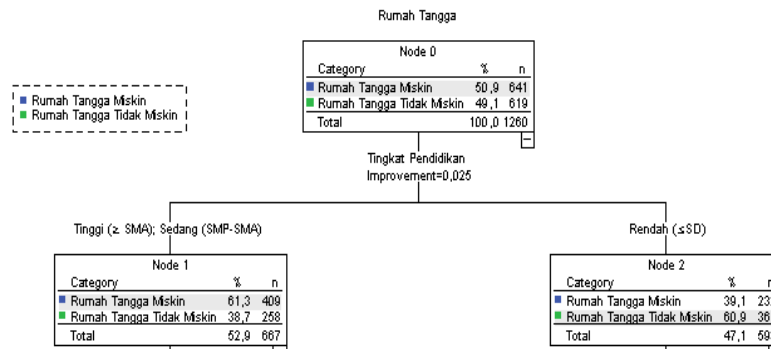 Rumah Tangga
Node 0
Category % n
Rumah Tangga Miskin 50,9 641
Rumah Tangga Tidak Miskin 49,1 619
Total 100,0 1260
Rumah Tangga Miskin
Rumah Tangga Tidak Miskin
Tingkat Pendidikan
Improvement=0,025
Tinggi (≥ SMA); Sedang (SMP-SMA)
Rendah (≤SD)
Node 1
Category % n
Rumah Tangga Miskin 61,3 409
Rumah Tangga Tidak Miskin 38,7 258
Total 52,9 667
Node 2
Category %
Rumah Tangga Miskin 39,1
Rumah Tangga Tidak Miskin 60,9
Total 47,1